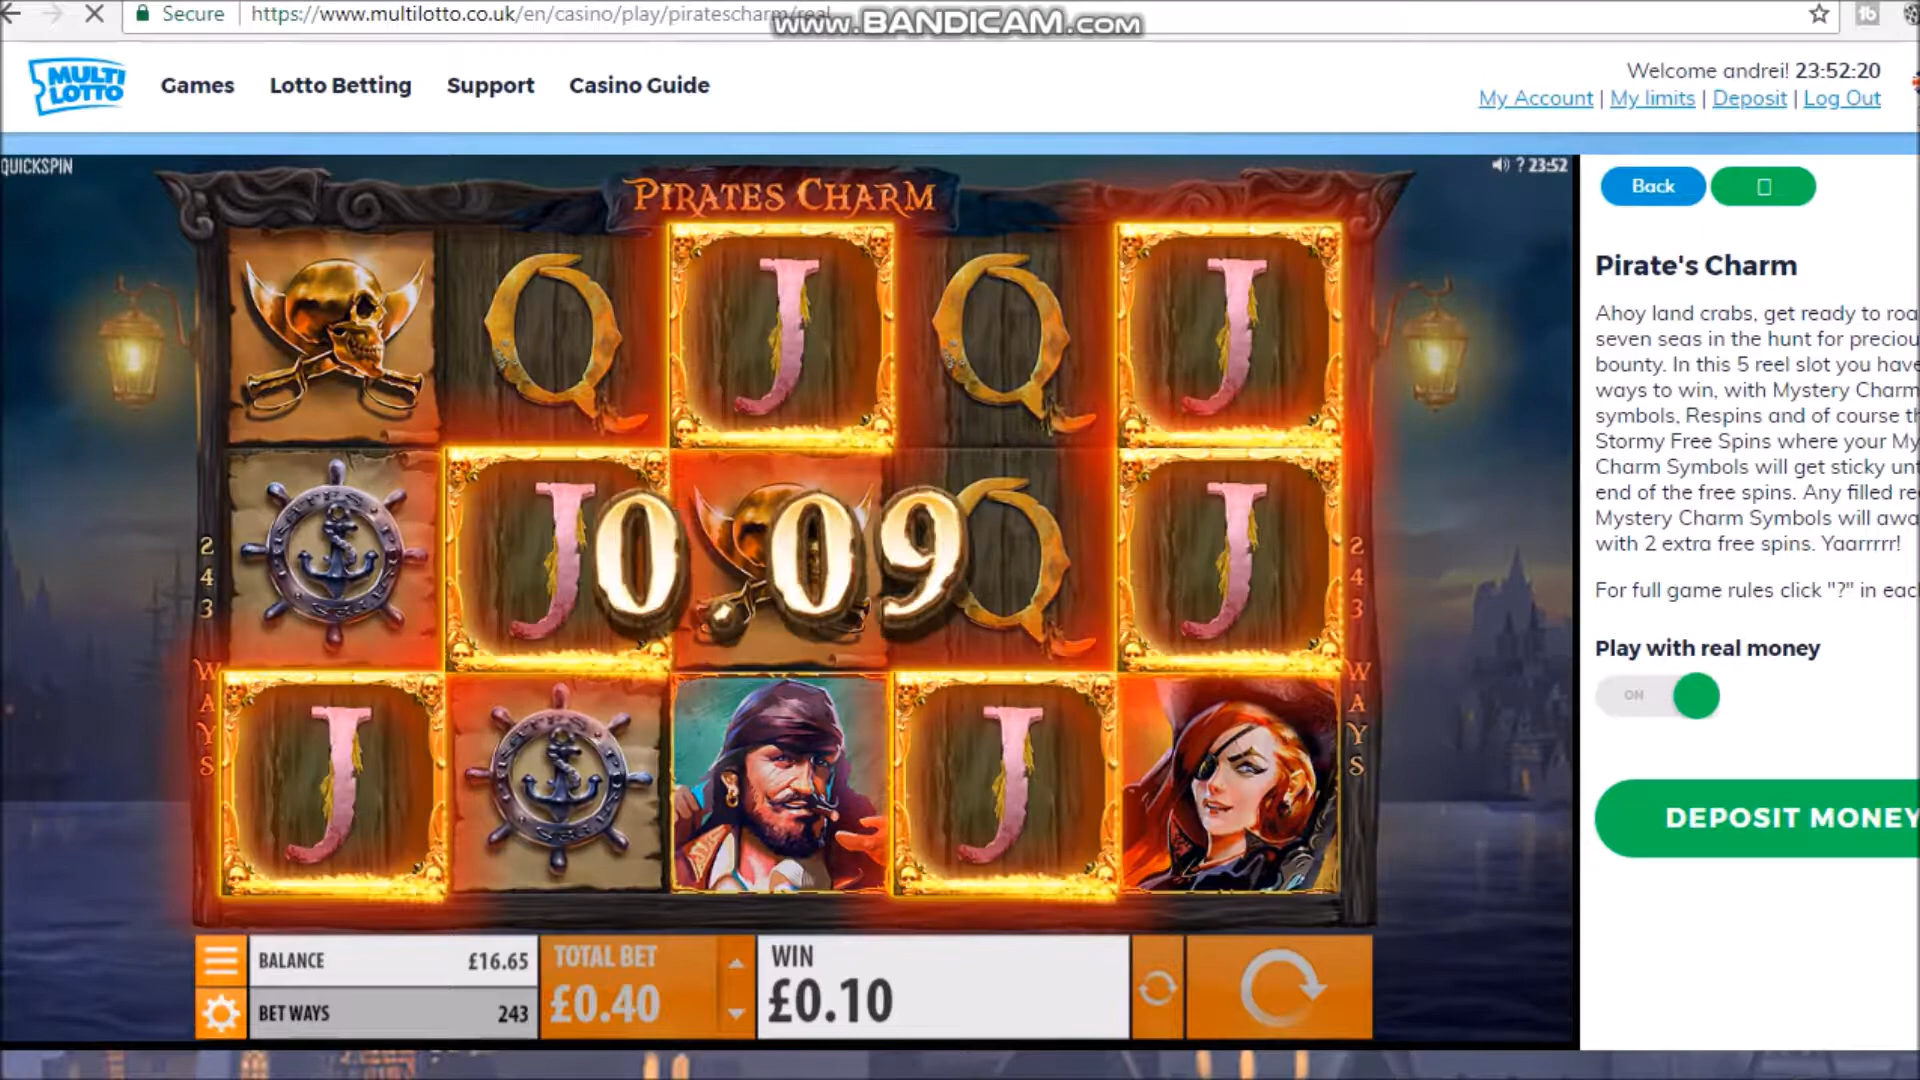 Secure https://www.multilotto.co.uk/en/casino/play/piratescharm/real
www.BANDICAM.com
MULTI LOTTO
Games Lotto Betting Support Casino Guide
Welcome andrei! 23:52:20
My Account | My limits | Deposit | Log Out
QUICKSPIN
? 23:52
PIRATES CHARM
Q J Q J
J Q J
0.09
J J
243 WAYS
243 WAYS
Back
Pirate's Charm
Ahoy land crabs, get ready to roa
seven seas in the hunt for preciou
bounty. In this 5 reel slot you have
ways to win, with Mystery Charm
symbols, Respins and of course th
Stormy Free Spins where your My
Charm Symbols will get sticky unt
end of the free spins. Any filled re
Mystery Charm Symbols will awa
with 2 extra free spins. Yaarrrrr!
For full game rules click "?" in eac
Play with real money
ON
DEPOSIT MONEY
BALANCE £16.65
BET WAYS 243
TOTAL BET
£0.40
WIN
£0.10